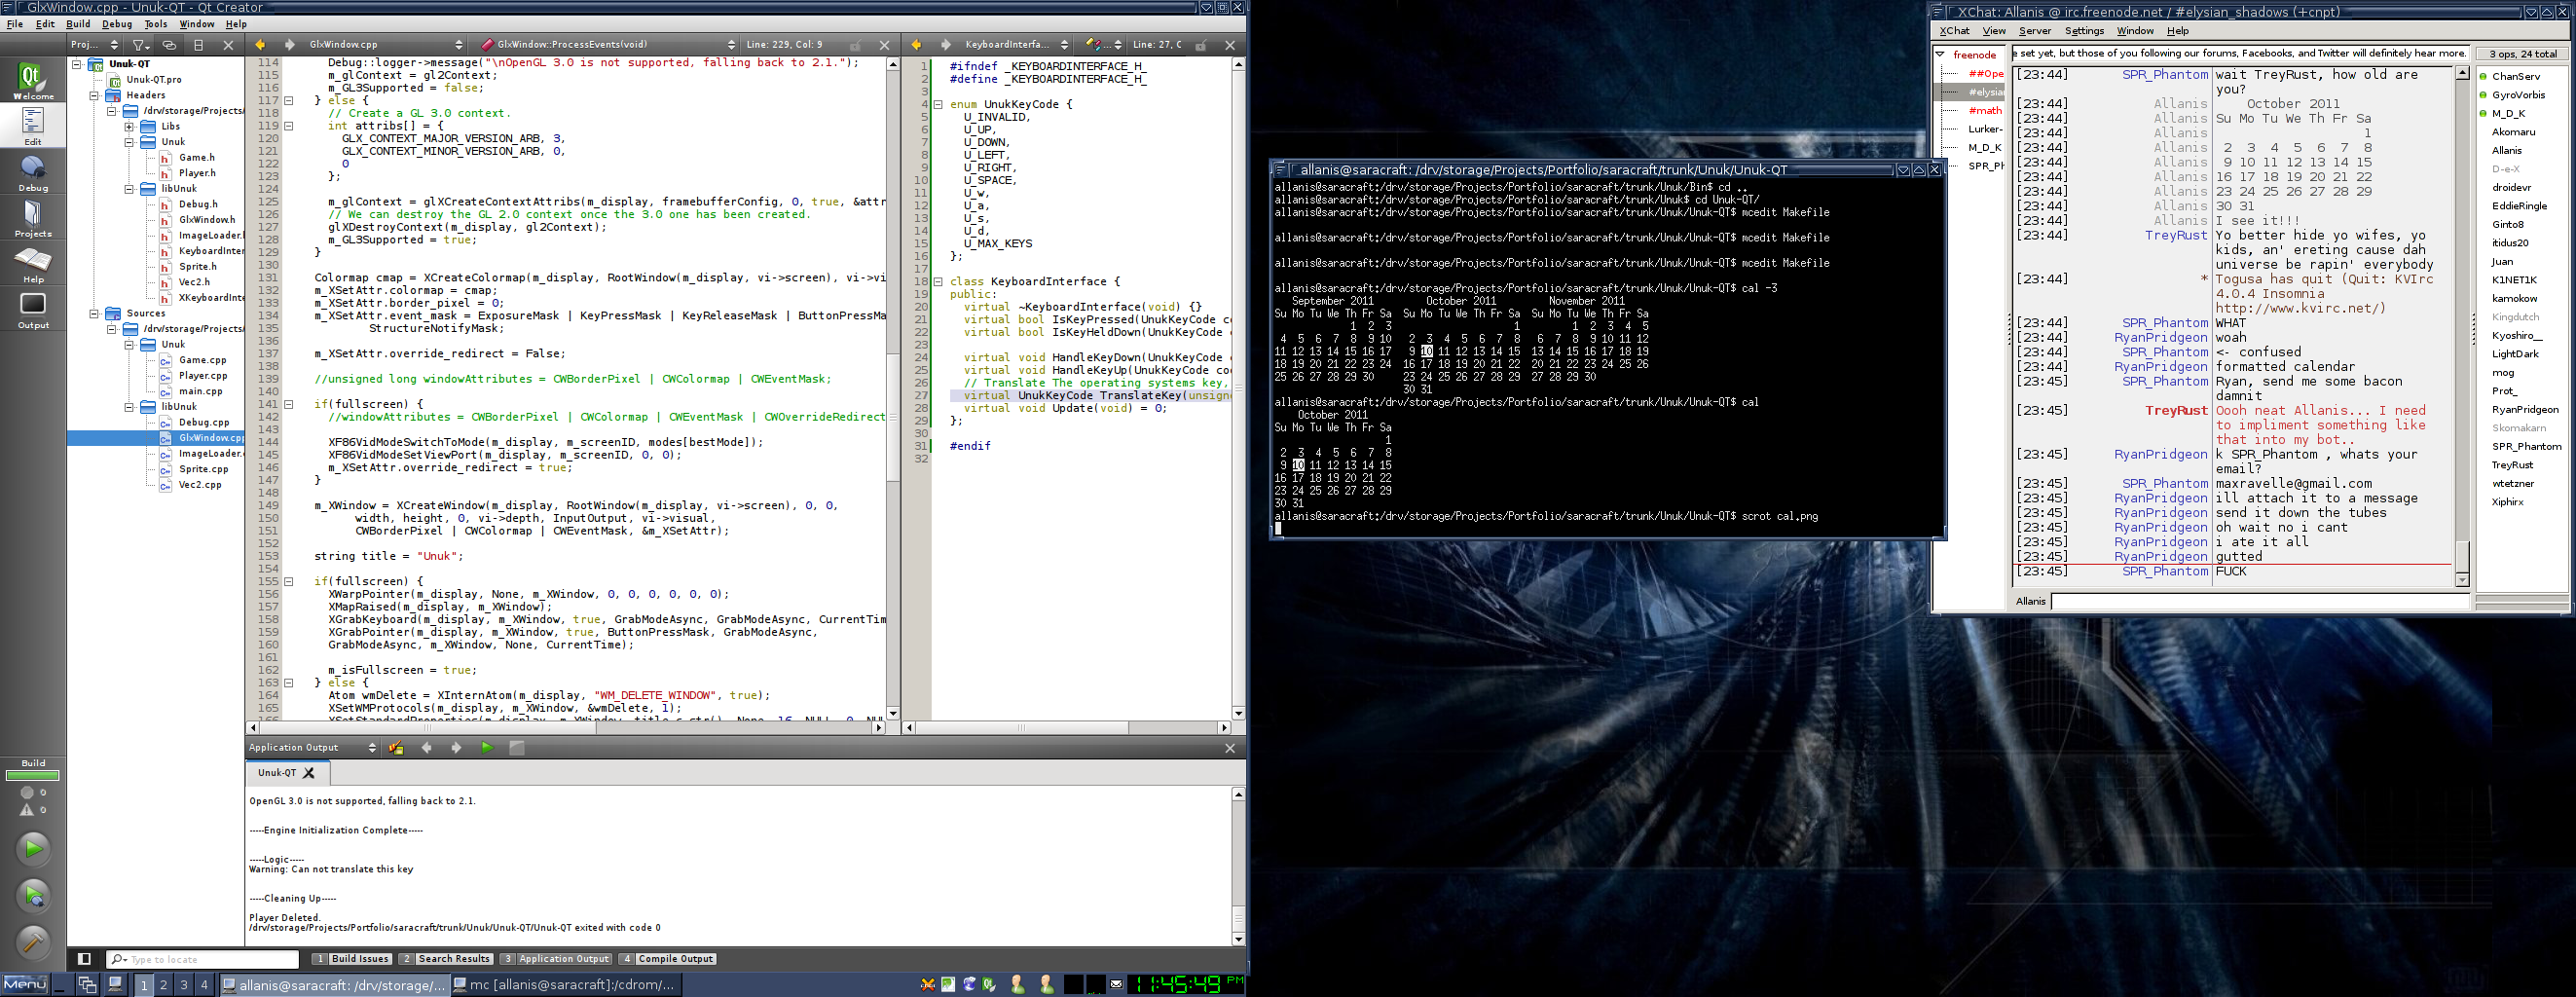 GlxWindow.cpp - Unuk-QT - Qt Creator
File Edit Build Debug Tools Window Help
Proj...
GlxWindow.cpp
GlxWindow::ProcessEvents(void)
Line: 229, Col: 9
KeyboardInterfa...
Line: 27, C
Welcome
Edit
Debug
Projects
Help
Output
Build
0
0
Unuk-QT
Unuk-QT.pro
Headers
/drv/storage/Projects/
Libs
Unuk
Game.h
Player.h
libUnuk
Debug.h
GlxWindow.h
ImageLoader.h
KeyboardInter
Sprite.h
Vec2.h
XKeyboardInte
Sources
/drv/storage/Projects/
Unuk
Game.cpp
Player.cpp
main.cpp
libUnuk
Debug.cpp
GlxWindow.cpp
ImageLoader.c
Sprite.cpp
Vec2.cpp
114 Debug::logger->message("\nOpenGL 3.0 is not supported, falling back to 2.1.");
115 m_glContext = gl2Context;
116 m_GL3Supported = false;
117 } else {
118 // Create a GL 3.0 context.
119 int attribs[] = {
120 GLX_CONTEXT_MAJOR_VERSION_ARB, 3,
121 GLX_CONTEXT_MINOR_VERSION_ARB, 0,
122 0
123 };
124
125 m_glContext = glXCreateContextAttribs(m_display, framebufferConfig, 0, true, &attr
126 // We can destroy the GL 2.0 context once the 3.0 one has been created.
127 glXDestroyContext(m_display, gl2Context);
128 m_GL3Supported = true;
129 }
130
131 Colormap cmap = XCreateColormap(m_display, RootWindow(m_display, vi->screen), vi->vi
132 m_XSetAttr.colormap = cmap;
133 m_XSetAttr.border_pixel = 0;
134 m_XSetAttr.event_mask = ExposureMask | KeyPressMask | KeyReleaseMask | ButtonPressMa
135 StructureNotifyMask;
136
137 m_XSetAttr.override_redirect = False;
138
139 //unsigned long windowAttributes = CWBorderPixel | CWColormap | CWEventMask;
140
141 if(fullscreen) {
142 //windowAttributes = CWBorderPixel | CWColormap | CWEventMask | CWOverrideRedirect
143
144 XF86VidModeSwitchToMode(m_display, m_screenID, modes[bestMode]);
145 XF86VidModeSetViewPort(m_display, m_screenID, 0, 0);
146 m_XSetAttr.override_redirect = true;
147 }
148
149 m_XWindow = XCreateWindow(m_display, RootWindow(m_display, vi->screen), 0, 0,
150 width, height, 0, vi->depth, InputOutput, vi->visual,
151 CWBorderPixel | CWColormap | CWEventMask, &m_XSetAttr);
152
153 string title = "Unuk";
154
155 if(fullscreen) {
156 XWarpPointer(m_display, None, m_XWindow, 0, 0, 0, 0, 0, 0);
157 XMapRaised(m_display, m_XWindow);
158 XGrabKeyboard(m_display, m_XWindow, true, GrabModeAsync, GrabModeAsync, CurrentTim
159 XGrabPointer(m_display, m_XWindow, true, ButtonPressMask, GrabModeAsync,
160 GrabModeAsync, m_XWindow, None, CurrentTime);
161
162 m_isFullscreen = true;
163 } else {
164 Atom wmDelete = XInternAtom(m_display, "WM_DELETE_WINDOW", true);
165 XSetWMProtocols(m_display, m_XWindow, &wmDelete, 1);
1 #ifndef _KEYBOARDINTERFACE_H_
2 #define _KEYBOARDINTERFACE_H_
3
4 enum UnukKeyCode {
5 U_INVALID,
6 U_UP,
7 U_DOWN,
8 U_LEFT,
9 U_RIGHT,
10 U_SPACE,
11 U_w,
12 U_a,
13 U_s,
14 U_d,
15 U_MAX_KEYS
16 };
17
18 class KeyboardInterface {
19 public:
20 virtual ~KeyboardInterface(void) {}
21 virtual bool IsKeyPressed(UnukKeyCode co
22 virtual bool IsKeyHeldDown(UnukKeyCode
23
24 virtual void HandleKeyDown(UnukKeyCode
25 virtual void HandleKeyUp(UnukKeyCode co
26 // Translate The operating systems key,
27 virtual UnukKeyCode TranslateKey(unsign
28 virtual void Update(void) = 0;
29 };
30
31 #endif
32
Application Output
Unuk-QT
OpenGL 3.0 is not supported, falling back to 2.1.
-----Engine Initialization Complete-----
-----Logic-----
Warning: Can not translate this key
-----Cleaning Up-----
Player Deleted.
/drv/storage/Projects/Portfolio/saracraft/trunk/Unuk/Unuk-QT/Unuk-QT exited with code 0
Type to locate
1 Build Issues 2 Search Results 3 Application Output 4 Compile Output
Menu 1 2 3 4 allanis@saracraft: /drv/storage/... mc [allanis@saracraft]:/cdrom/... 11:45:49 PM
allanis@saracraft: /drv/storage/Projects/Portfolio/saracraft/trunk/Unuk/Unuk-QT
allanis@saracraft:/drv/storage/Projects/Portfolio/saracraft/trunk/Unuk/Bin$ cd ..
allanis@saracraft:/drv/storage/Projects/Portfolio/saracraft/trunk/Unuk$ cd Unuk-QT/
allanis@saracraft:/drv/storage/Projects/Portfolio/saracraft/trunk/Unuk/Unuk-QT$ mcedit Makefile
allanis@saracraft:/drv/storage/Projects/Portfolio/saracraft/trunk/Unuk/Unuk-QT$ mcedit Makefile
allanis@saracraft:/drv/storage/Projects/Portfolio/saracraft/trunk/Unuk/Unuk-QT$ mcedit Makefile
allanis@saracraft:/drv/storage/Projects/Portfolio/saracraft/trunk/Unuk/Unuk-QT$ cal -3
September 2011 October 2011 November 2011
Su Mo Tu We Th Fr Sa Su Mo Tu We Th Fr Sa Su Mo Tu We Th Fr Sa
1 2 3 1 1 2 3 4 5
4 5 6 7 8 9 10 2 3 4 5 6 7 8 6 7 8 9 10 11 12
11 12 13 14 15 16 17 9 10 11 12 13 14 15 13 14 15 16 17 18 19
18 19 20 21 22 23 24 16 17 18 19 20 21 22 20 21 22 23 24 25 26
25 26 27 28 29 30 23 24 25 26 27 28 29 27 28 29 30
30 31
allanis@saracraft:/drv/storage/Projects/Portfolio/saracraft/trunk/Unuk/Unuk-QT$ cal
October 2011
Su Mo Tu We Th Fr Sa
1
2 3 4 5 6 7 8
9 10 11 12 13 14 15
16 17 18 19 20 21 22
23 24 25 26 27 28 29
30 31
allanis@saracraft:/drv/storage/Projects/Portfolio/saracraft/trunk/Unuk/Unuk-QT$ scrot cal.png
XChat: Allanis @ irc.freenode.net / #elysian_shadows (+cnpt)
XChat View Server Settings Window Help
e set yet, but those of you following our forums, Facebooks, and Twitter will definitely hear more.
3 ops, 24 total
freenode
##Ope
#elysia
#math
Lurker-
M_D_K
SPR_Ph
[23:44] SPR_Phantom wait TreyRust, how old are
you?
[23:44] Allanis October 2011
[23:44] Allanis Su Mo Tu We Th Fr Sa
[23:44] Allanis 1
[23:44] Allanis 2 3 4 5 6 7 8
[23:44] Allanis 9 10 11 12 13 14 15
[23:44] Allanis 16 17 18 19 20 21 22
[23:44] Allanis 23 24 25 26 27 28 29
[23:44] Allanis 30 31
[23:44] Allanis I see it!!!
[23:44] TreyRust Yo better hide yo wifes, yo
kids, an' ereting cause dah
universe be rapin' everybody
[23:44] * Togusa has quit (Quit: KVIrc
4.0.4 Insomnia
http://www.kvirc.net/)
[23:44] SPR_Phantom WHAT
[23:44] RyanPridgeon woah
[23:44] SPR_Phantom <- confused
[23:44] RyanPridgeon formatted calendar
[23:45] SPR_Phantom Ryan, send me some bacon
damnit
[23:45] TreyRust Oooh neat Allanis... I need
to impliment something like
that into my bot..
[23:45] RyanPridgeon k SPR_Phantom , whats your
email?
[23:45] SPR_Phantom maxravelle@gmail.com
[23:45] RyanPridgeon ill attach it to a message
[23:45] RyanPridgeon send it down the tubes
[23:45] RyanPridgeon oh wait no i cant
[23:45] RyanPridgeon i ate it all
[23:45] RyanPridgeon gutted
[23:45] SPR_Phantom FUCK
Allanis
ChanServ
GyroVorbis
M_D_K
Akomaru
Allanis
D-e-X
droidevr
EddieRingle
Ginto8
itidus20
Juan
K1NET1K
kamokow
Kingdutch
Kyoshiro__
LightDark
mog
Prot_
RyanPridgeon
Skomakarn
SPR_Phantom
TreyRust
wtetzner
Xiphirx